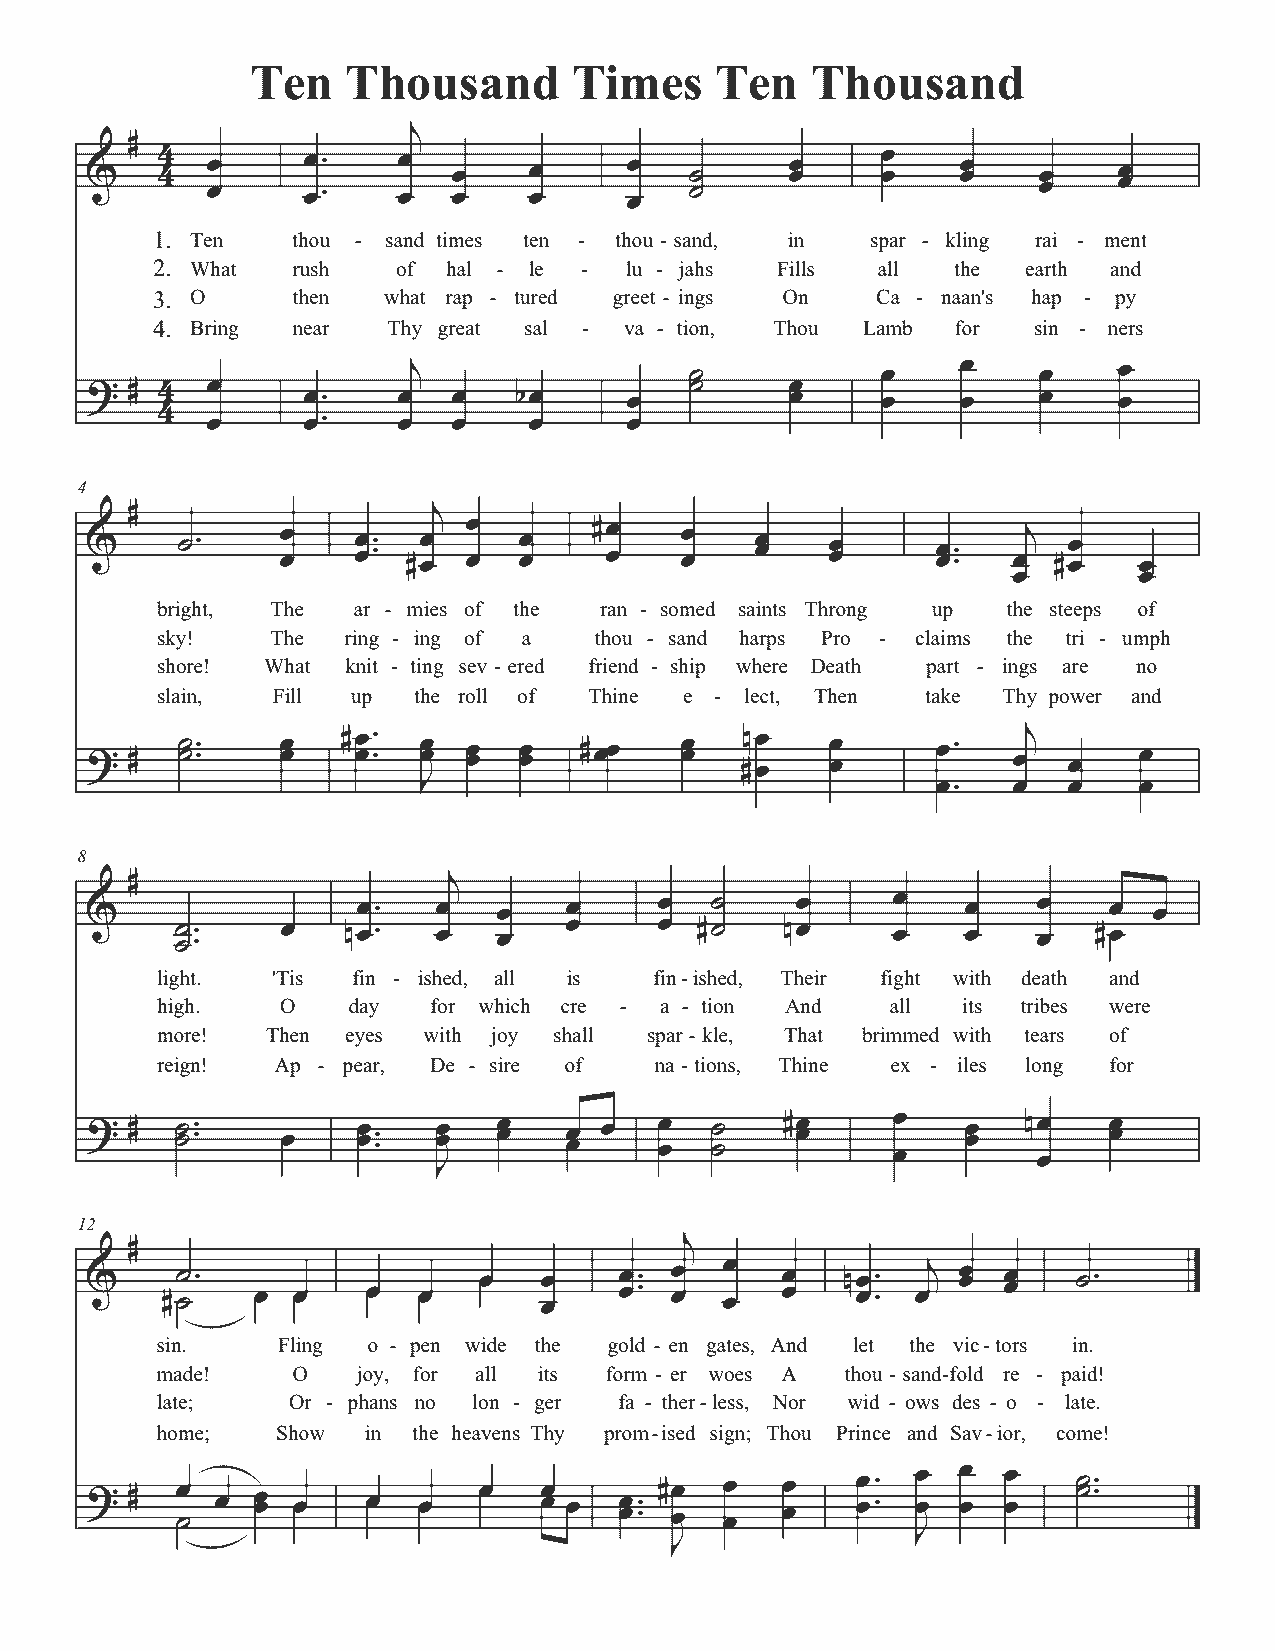 Ten Thousand Times Ten Thousand
4
4
1. Ten thou - sand times ten - thou - sand, in spar - kling rai - ment
2. What rush of hal - le - lu - jahs Fills all the earth and
3. O then what rap - tured greet - ings On Ca - naan's hap - py
4. Bring near Thy great sal - va - tion, Thou Lamb for sin - ners
4
4
4
bright, The ar - mies of the ran - somed saints Throng up the steeps of
sky! The ring - ing of a thou - sand harps Pro - claims the tri - umph
shore! What knit - ting sev - ered friend - ship where Death part - ings are no
slain, Fill up the roll of Thine e - lect, Then take Thy power and
8
light. 'Tis fin - ished, all is fin - ished, Their fight with death and
high. O day for which cre - a - tion And all its tribes were
more! Then eyes with joy shall spar - kle, That brimmed with tears of
reign! Ap - pear, De - sire of na - tions, Thine ex - iles long for
12
sin. Fling o - pen wide the gold - en gates, And let the vic - tors in.
made! O joy, for all its form - er woes A thou - sand-fold re - paid!
late; Or - phans no lon - ger fa - ther - less, Nor wid - ows des - o - late.
home; Show in the heavens Thy prom - ised sign; Thou Prince and Sav - ior, come!